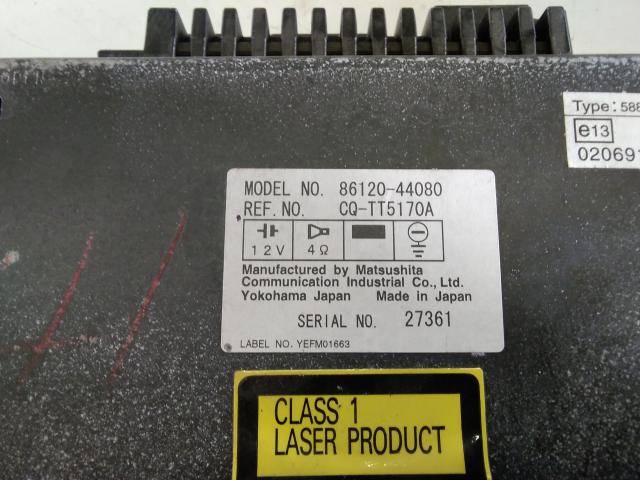 Type: 588
e13
020691
MODEL NO. 86120-44080
REF. NO. CQ-TT5170A
12V 4Ω
Manufactured by Matsushita
Communication Industrial Co., Ltd.
Yokohama Japan Made in Japan
SERIAL NO. 27361
LABEL NO. YEFM01663
CLASS 1
LASER PRODUCT